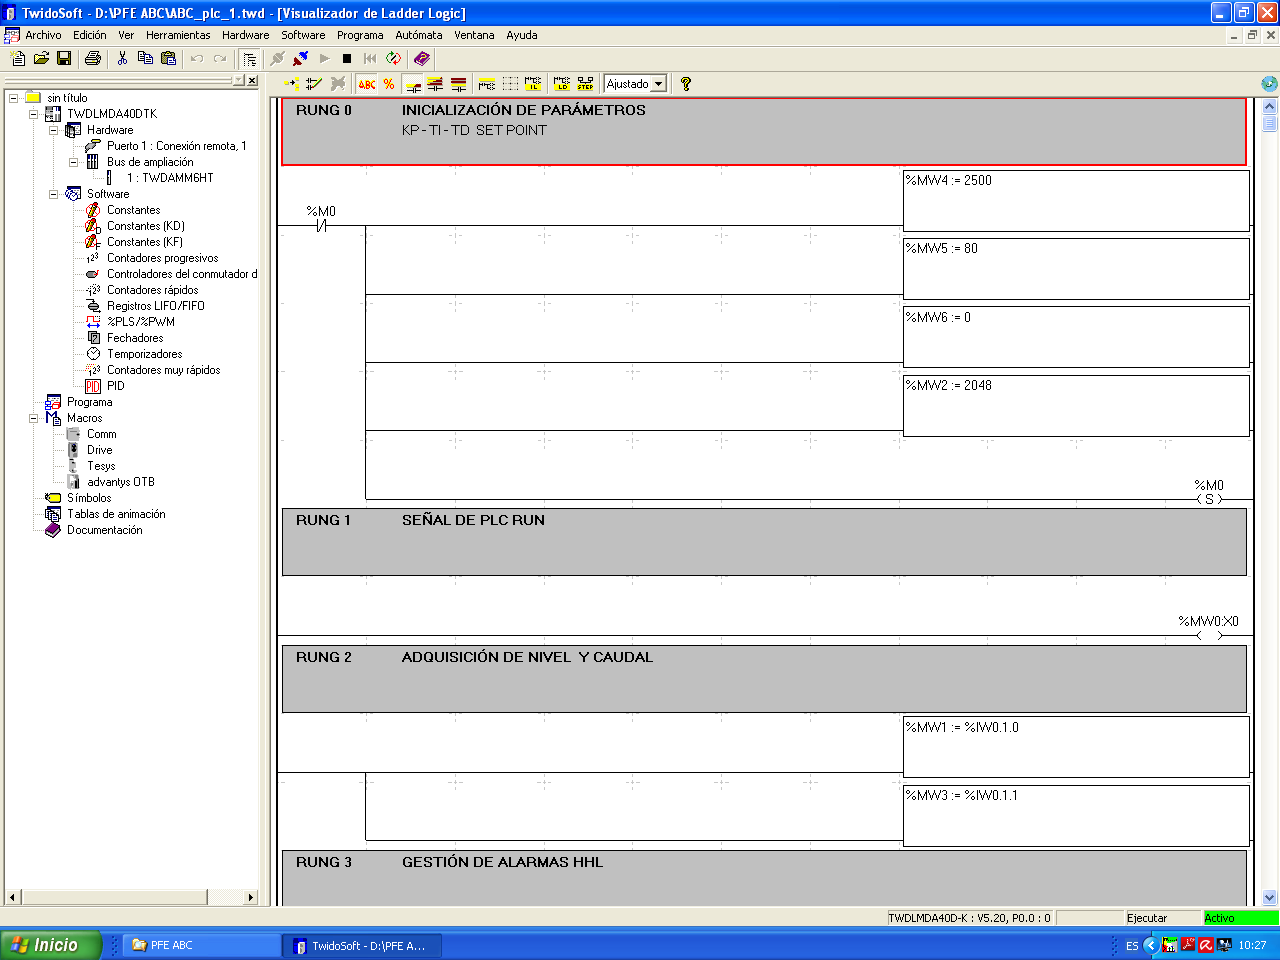 TwidoSoft - D:\PFE ABC\ABC_plc_1.twd - [Visualizador de Ladder Logic]
Archivo Edición Ver Herramientas Hardware Software Programa Autómata Ventana Ayuda
ABC % Ajustado
sin título
TWDLMDA40DTK
Hardware
Puerto 1 : Conexión remota, 1
Bus de ampliación
1 : TWDAMM6HT
Software
Constantes
Constantes (KD)
Constantes (KF)
Contadores progresivos
Controladores del conmutador d
Contadores rápidos
Registros LIFO/FIFO
%PLS/%PWM
Fechadores
Temporizadores
Contadores muy rápidos
PID
Programa
Macros
Comm
Drive
Tesys
advantys OTB
Símbolos
Tablas de animación
Documentación
RUNG 0 INICIALIZACIÓN DE PARÁMETROS
KP - TI - TD SET POINT
%MW4 := 2500
%M0
%MW5 := 80
%MW6 := 0
%MW2 := 2048
%M0
S
RUNG 1 SEÑAL DE PLC RUN
%MW0:X0
RUNG 2 ADQUISICIÓN DE NIVEL Y CAUDAL
%MW1 := %IW0.1.0
%MW3 := %IW0.1.1
RUNG 3 GESTIÓN DE ALARMAS HHL
TWDLMDA40D-K : V5.20, P0.0 : 0 Ejecutar Activo
Inicio PFE ABC TwidoSoft - D:\PFE A... ES 10:27